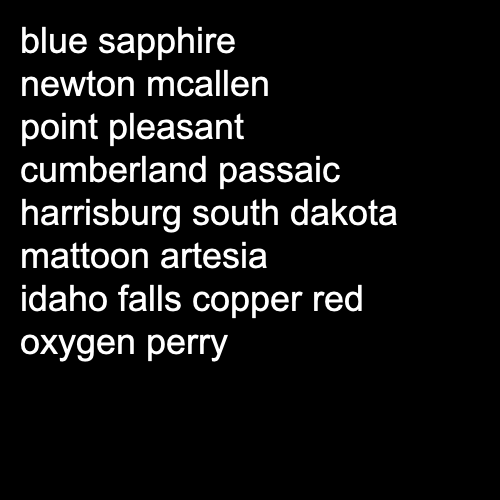 blue sapphire
newton mcallen
point pleasant
cumberland passaic
harrisburg south dakota
mattoon artesia
idaho falls copper red
oxygen perry